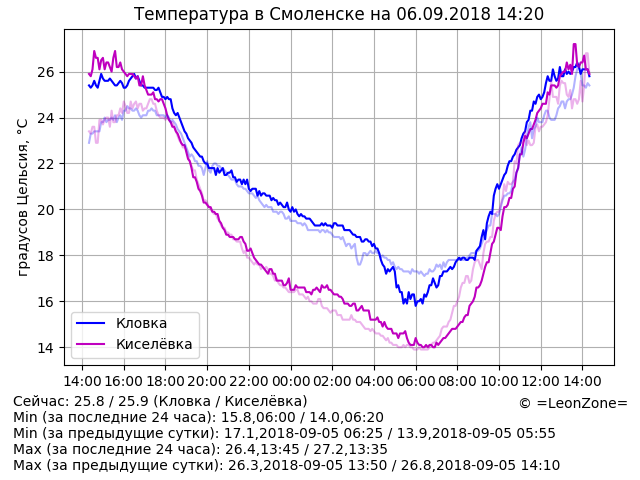 Температура в Смоленске на 06.09.2018 14:20
градусов Цельсия, °C
26
24
22
20
18
16
14
Кловка
Киселёвка
14:00 16:00 18:00 20:00 22:00 00:00 02:00 04:00 06:00 08:00 10:00 12:00 14:00
Сейчас: 25.8 / 25.9 (Кловка / Киселёвка)
© =LeonZone=
Min (за последние 24 часа): 15.8,06:00 / 14.0,06:20
Min (за предыдущие сутки): 17.1,2018-09-05 06:25 / 13.9,2018-09-05 05:55
Max (за последние 24 часа): 26.4,13:45 / 27.2,13:35
Max (за предыдущие сутки): 26.3,2018-09-05 13:50 / 26.8,2018-09-05 14:10